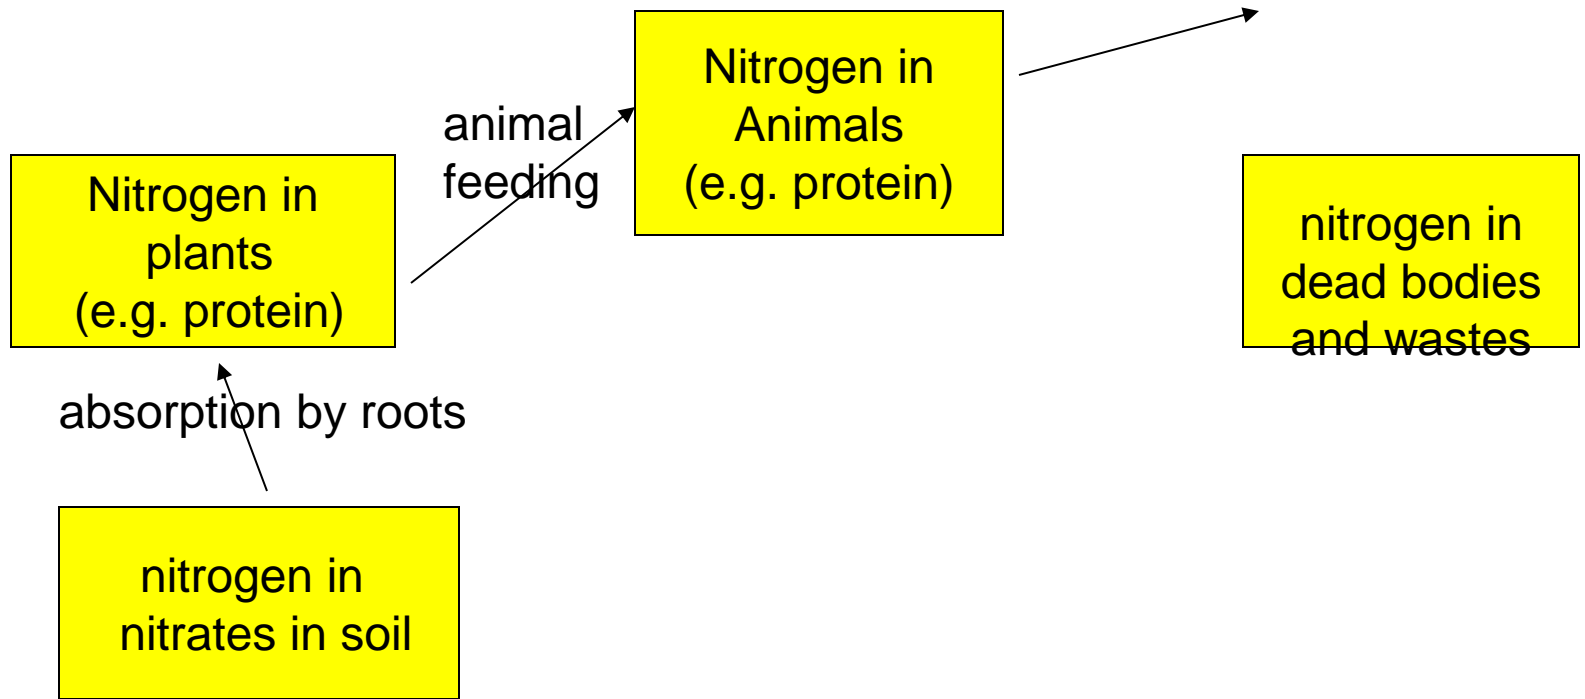 Nitrogen in
Animals
(e.g. protein)
animal
feeding
Nitrogen in
plants
(e.g. protein)
nitrogen in
dead bodies
and wastes
absorption by roots
nitrogen in
nitrates in soil